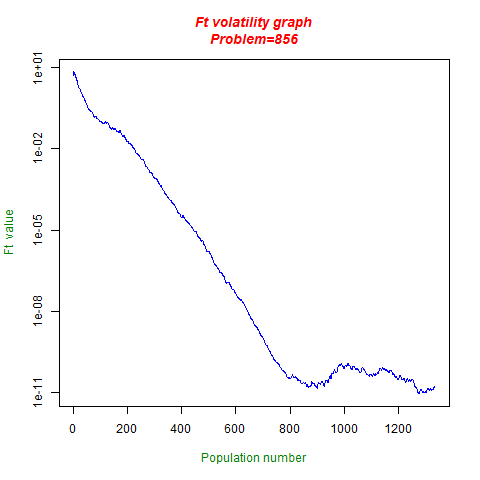 Ft volatility graph
Problem=856
1e+01
1e-02
1e-05
1e-08
1e-11
Ft value
0 200 400 600 800 1000 1200
Population number